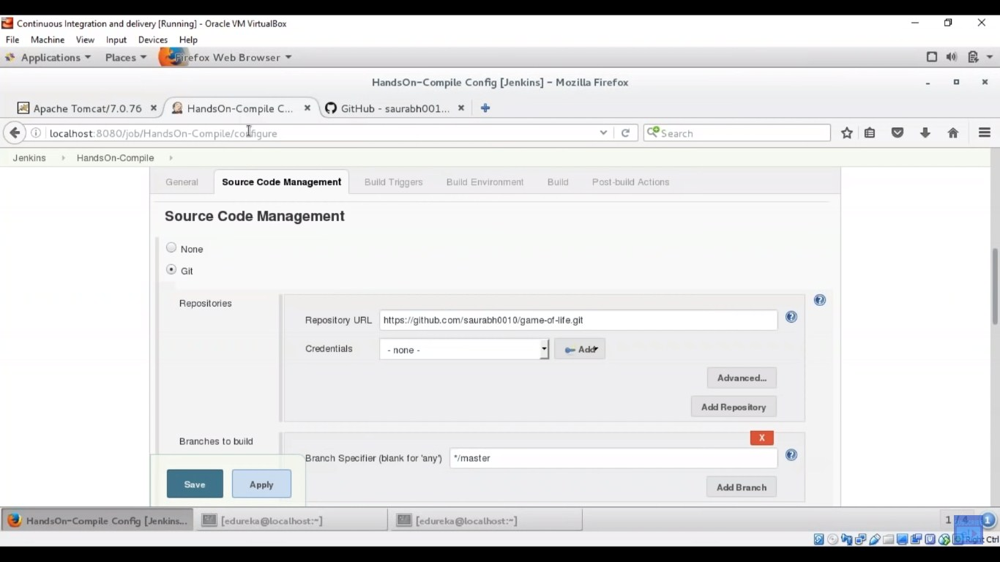 Continuous Integration and delivery [Running] - Oracle VM VirtualBox
File Machine View Input Devices Help
Applications Places Firefox Web Browser
HandsOn-Compile Config [Jenkins] - Mozilla Firefox
Apache Tomcat/7.0.76 HandsOn-Compile C... GitHub - saurabh001...
localhost:8080/job/HandsOn-Compile/configure Search
Jenkins HandsOn-Compile
General Source Code Management Build Triggers Build Environment Build Post-build Actions
Source Code Management
None
Git
Repositories
Repository URL https://github.com/saurabh0010/game-of-life.git
Credentials - none - Add
Advanced...
Add Repository
Branches to build X
Branch Specifier (blank for 'any') */master
Save Apply Add Branch
HandsOn-Compile Config [Jenkins... [edureka@localhost:~] [edureka@localhost:~] 1 / 4 1
Right Ctrl